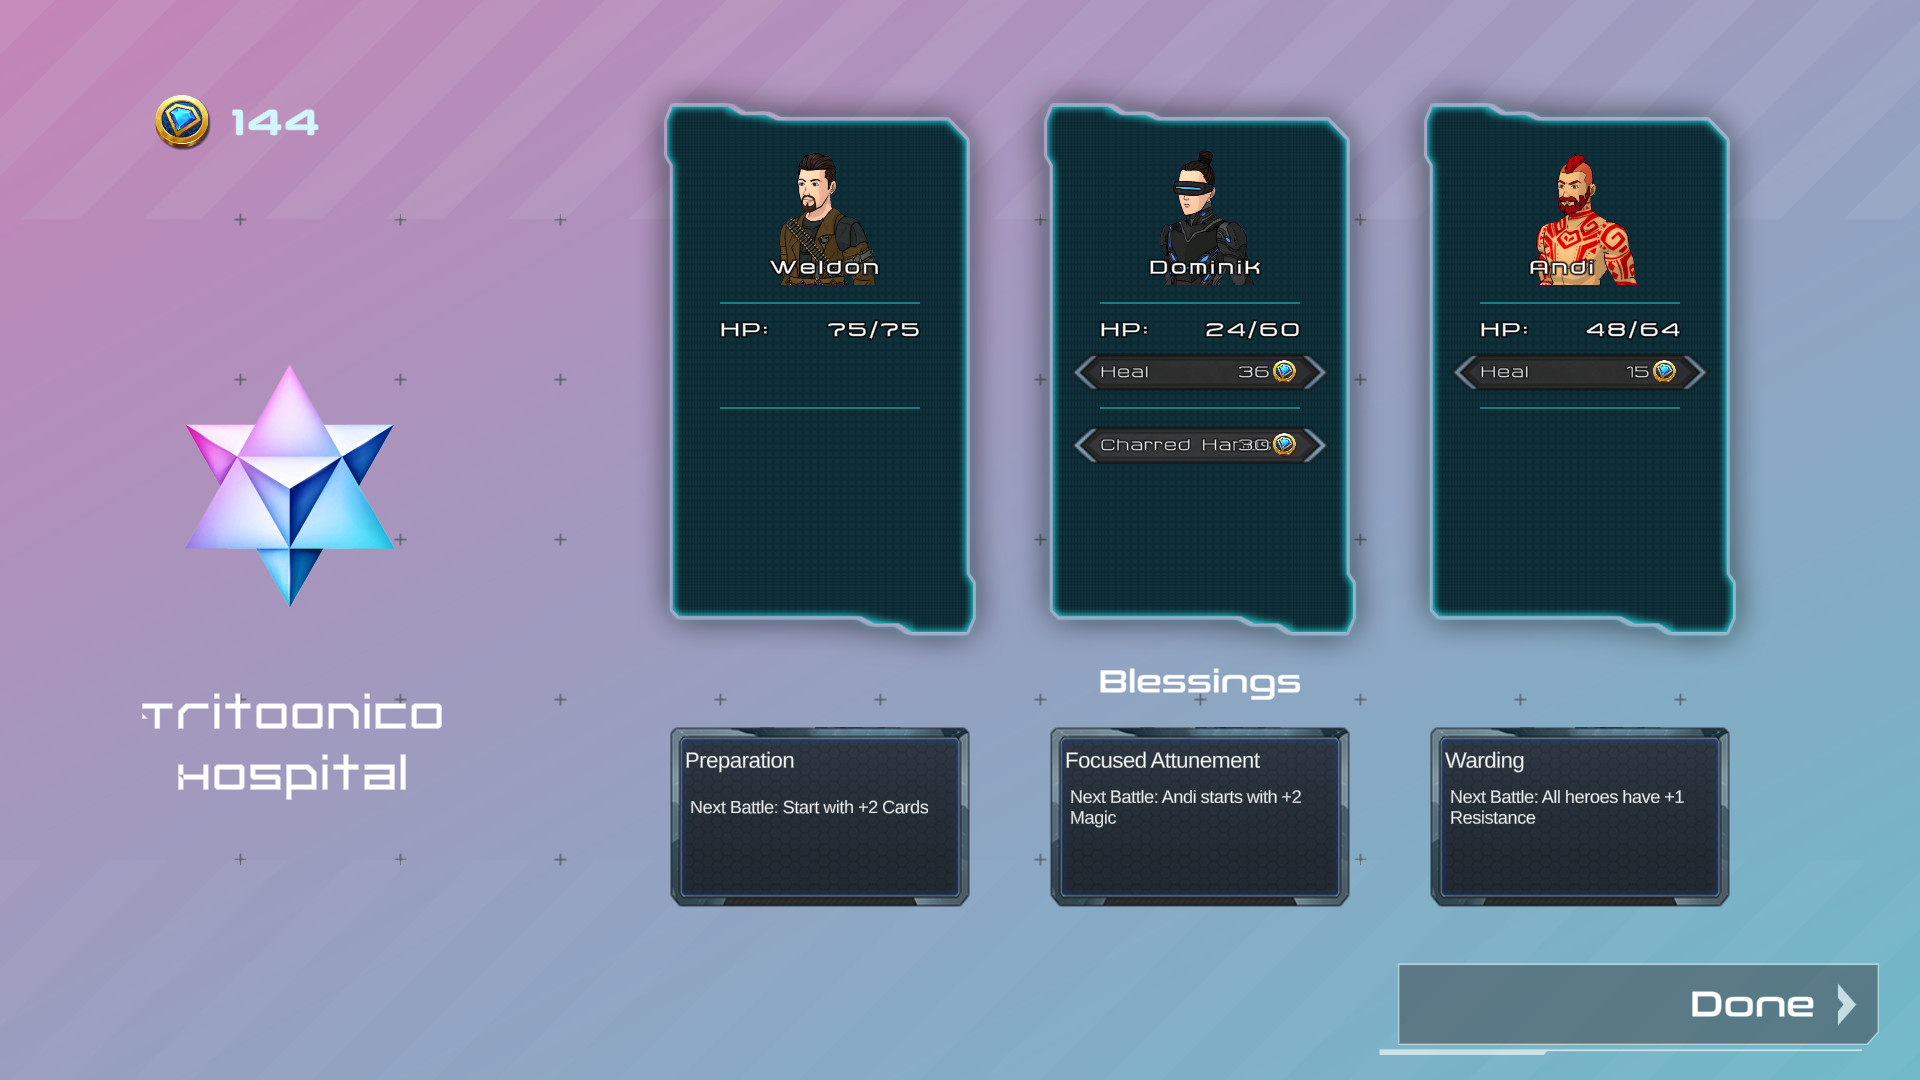 144
Tritoonico
Hospital
Weldon
HP: 75/75
Dominik
HP: 24/60
Heal 36
Charred 30
Andi
HP: 48/64
Heal 15
Blessings
Preparation
Next Battle: Start with +2 Cards
Focused Attunement
Next Battle: Andi starts with +2
Magic
Warding
Next Battle: All heroes have +1
Resistance
Done